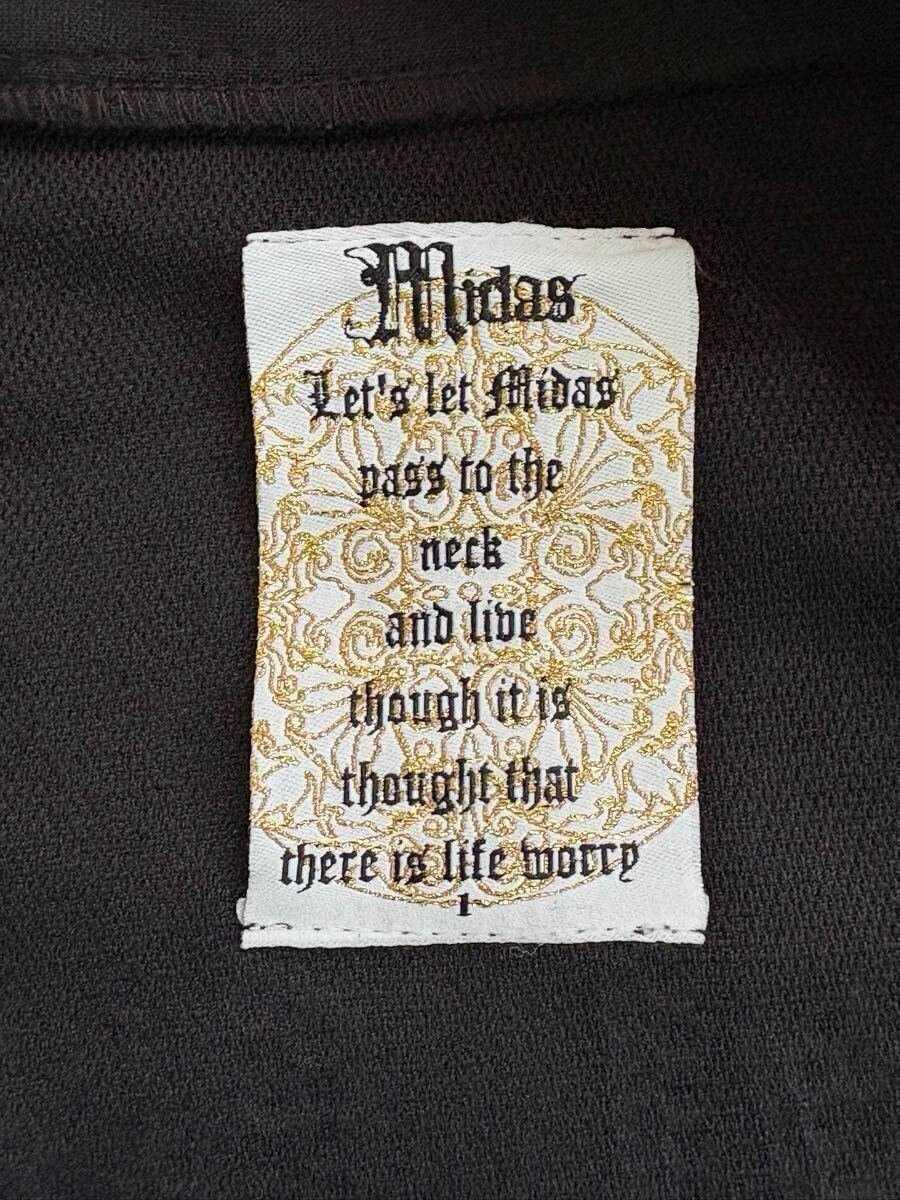 Midas
Let's let Midas
pass to the
neck
and live
though it is
thought that
there is life worry
1